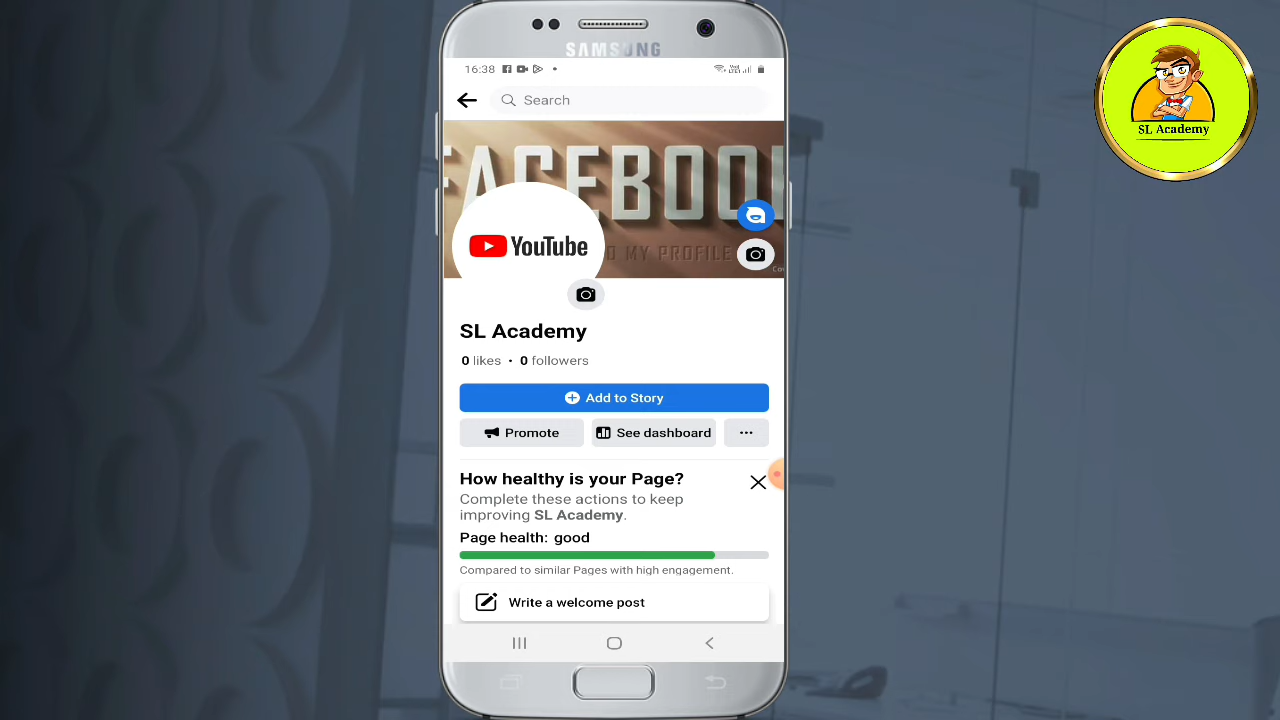 SAMSUNG
16:38
Search
FACEBOOK
YouTube
MY PROFILE
SL Academy
0 likes • 0 followers
Add to Story
Promote
See dashboard
How healthy is your Page?
Complete these actions to keep
improving SL Academy.
Page health: good
Compared to similar Pages with high engagement.
Write a welcome post
SL Academy